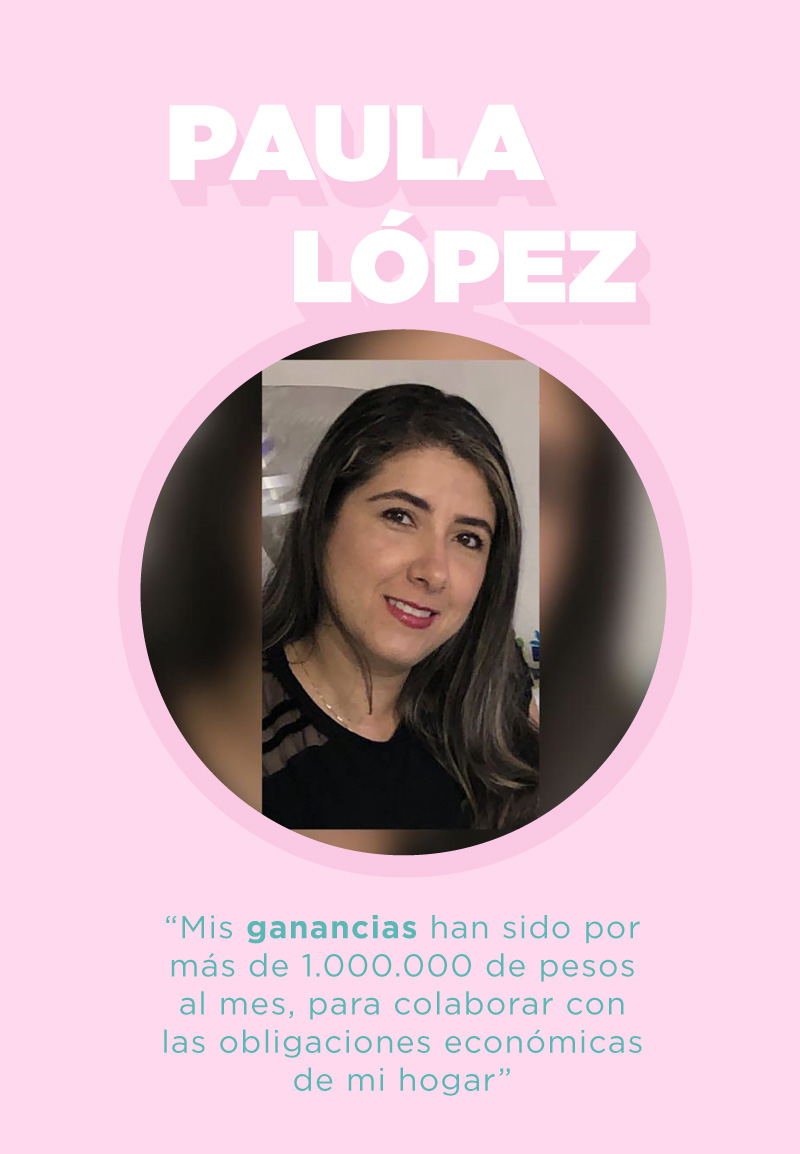 PAULA
LÓPEZ
“Mis ganancias han sido por
más de 1.000.000 de pesos
al mes, para colaborar con
las obligaciones económicas
de mi hogar”